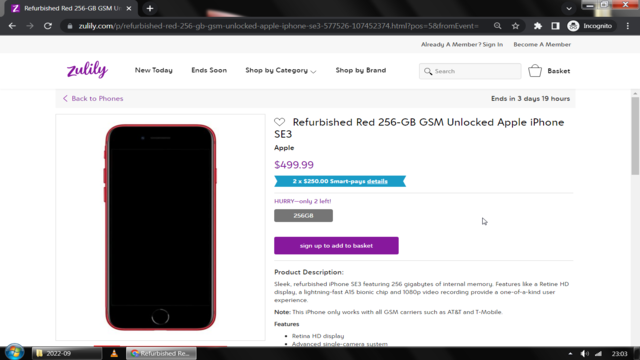 Refurbished Red 256-GB GSM Un
Incognito
zulily.com/p/refurbished-red-256-gb-gsm-unlocked-apple-iphone-se3-577526-107452374.html?pos=5&fromEvent=
Already A Member? Sign In
Become A Member
zulily
New Today
Ends Soon
Shop by Category
Shop by Brand
Search
Basket
Back to Phones
Ends in 3 days 19 hours
Refurbished Red 256-GB GSM Unlocked Apple iPhone
SE3
Apple
$499.99
2 x $250.00 Smart-pays details
HURRY—only 2 left!
256GB
sign up to add to basket
Product Description:
Sleek, refurbished iPhone SE3 featuring 256 gigabytes of internal memory. Features like a Retine HD
display, a lightning-fast A15 bionic chip and 1080p video recording provide a one-of-a-kind user
experience.
Note: This iPhone only works with all GSM carriers such as AT&T and T-Mobile.
Features
• Retina HD display
• Advanced single-camera system
2022-09
Refurbished Re...
23:03